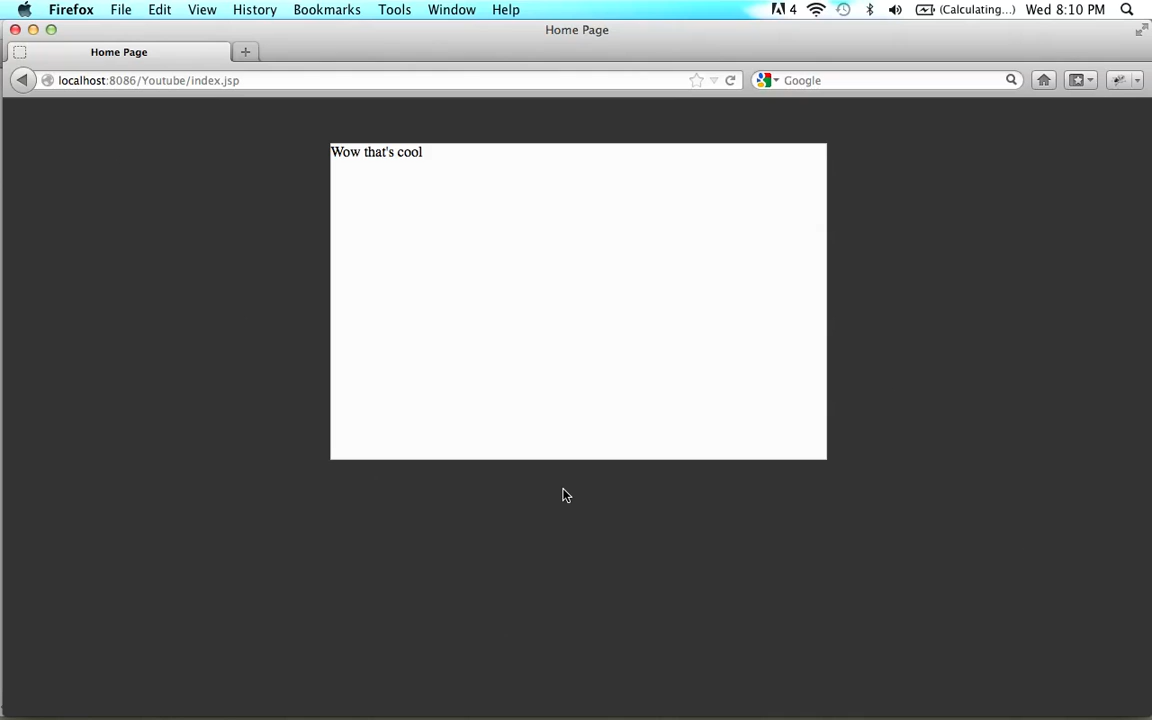 Firefox File Edit View History Bookmarks Tools Window Help 4 (Calculating...) Wed 8:10 PM
Home Page
Home Page
localhost:8086/Youtube/index.jsp Google
Wow that's cool